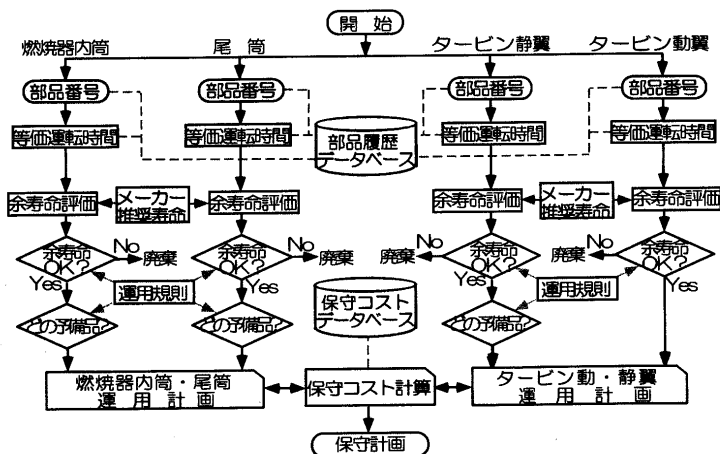 開始
燃焼器内筒
尾筒
タービン静翼
タービン動翼
部品番号
部品番号
部品番号
部品番号
等価運転時間
等価運転時間
部品履歴
データベース
等価運転時間
等価運転時間
余寿命評価
メーカー
推奨寿命
余寿命評価
余寿命評価
メーカー
推奨寿命
余寿命評価
余寿命
OK?
No
廃棄
Yes
余寿命
OK?
No
廃棄
Yes
廃棄
No
余寿命
OK?
Yes
廃棄
No
余寿命
OK?
Yes
運用規則
保守コスト
データベース
運用規則
どの予備品?
どの予備品?
どの予備品?
燃焼器内筒・尾筒
運用計画
保守コスト計算
タービン動・静翼
運用計画
保守計画